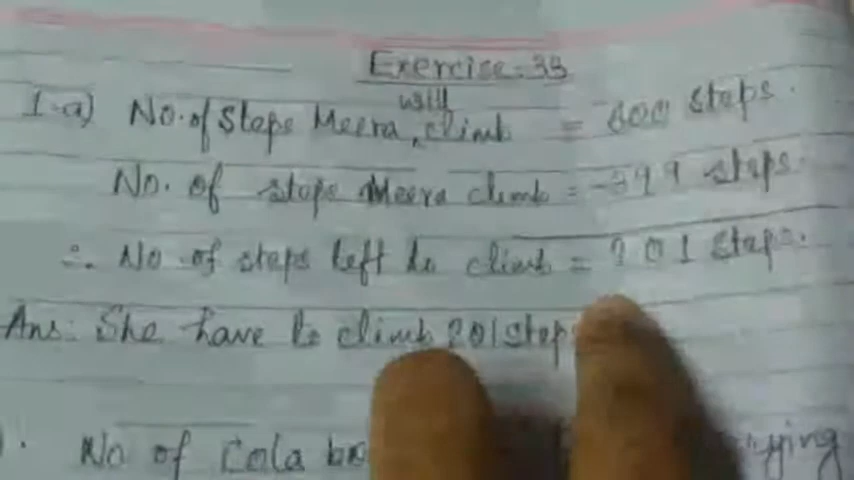 Exercise-33
1-a) No. of Steps Meera, will climb = 600 steps.
No. of steps Meera climb = -399 steps.
∴ No of steps left to climb = 201 steps.
Ans: She have to climb 201 step
No of Cola bo